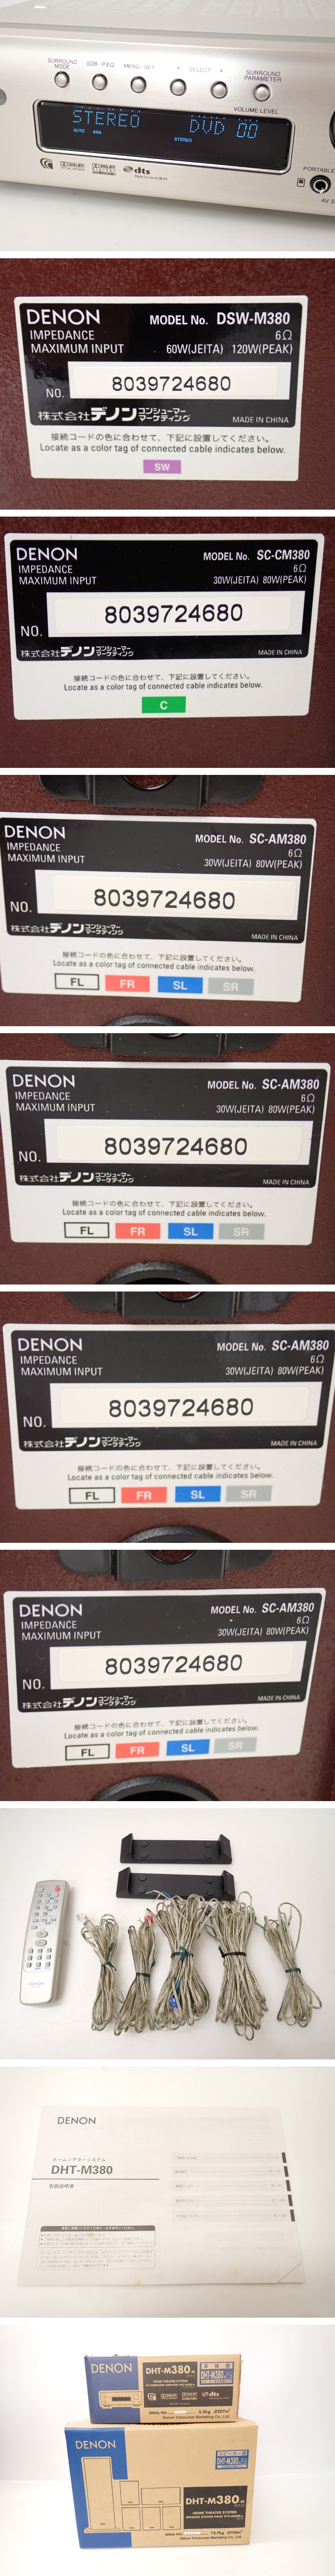 SURROUND
MODE
SDB / P.EQ
MENU / SET
SELECT
SURROUND
PARAMETER
VOLUME LEVEL
STEREO
DVD 00
AUTO
STEREO
dts
PORTABLE
AV S
DENON
MODEL No. DSW-M380
IMPEDANCE
6Ω
MAXIMUM INPUT
60W(JEITA) 120W(PEAK)
NO. 8039724680
株式会社デノン コンシューマー
マーケティング
MADE IN CHINA
接続コードの色に合わせて、下記に設置してください。
Locate as a color tag of connected cable indicates below.
SW
DENON
MODEL No. SC-CM380
IMPEDANCE
6Ω
MAXIMUM INPUT
30W(JEITA) 80W(PEAK)
NO. 8039724680
株式会社デノン コンシューマー
マーケティング
MADE IN CHINA
接続コードの色に合わせて、下記に設置してください。
Locate as a color tag of connected cable indicates below.
C
DENON
MODEL No. SC-AM380
IMPEDANCE
6Ω
MAXIMUM INPUT
30W(JEITA) 80W(PEAK)
NO. 8039724680
株式会社デノン コンシューマー
マーケティング
MADE IN CHINA
接続コードの色に合わせて、下記に設置してください。
Locate as a color tag of connected cable indicates below.
FL FR SL SR
DENON
MODEL No. SC-AM380
IMPEDANCE
6Ω
MAXIMUM INPUT
30W(JEITA) 80W(PEAK)
NO. 8039724680
株式会社デノン コンシューマー
マーケティング
MADE IN CHINA
接続コードの色に合わせて、下記に設置してください。
Locate as a color tag of connected cable indicates below.
FL FR SL SR
DENON
MODEL No. SC-AM380
IMPEDANCE
6Ω
MAXIMUM INPUT
30W(JEITA) 80W(PEAK)
NO. 8039724680
株式会社デノン コンシューマー
マーケティング
MADE IN CHINA
接続コードの色に合わせて、下記に設置してください。
Locate as a color tag of connected cable indicates below.
FL FR SL SR
DENON
MODEL No. SC-AM380
IMPEDANCE
6Ω
MAXIMUM INPUT
30W(JEITA) 80W(PEAK)
NO. 8039724680
株式会社デノン コンシューマー
マーケティング
MADE IN CHINA
接続コードの色に合わせて、下記に設置してください。
Locate as a color tag of connected cable indicates below.
FL FR SL SR
DENON
DENON
ホームシアターシステム
DHT-M380
取扱説明書
DENON
DHT-M380
HOME THEATER SYSTEM
DHT-M380
dts
Denon Consumer Marketing Co., Ltd.
DENON
DHT-M380
DHT-M380
HOME THEATER SYSTEM
Denon Consumer Marketing Co., Ltd.